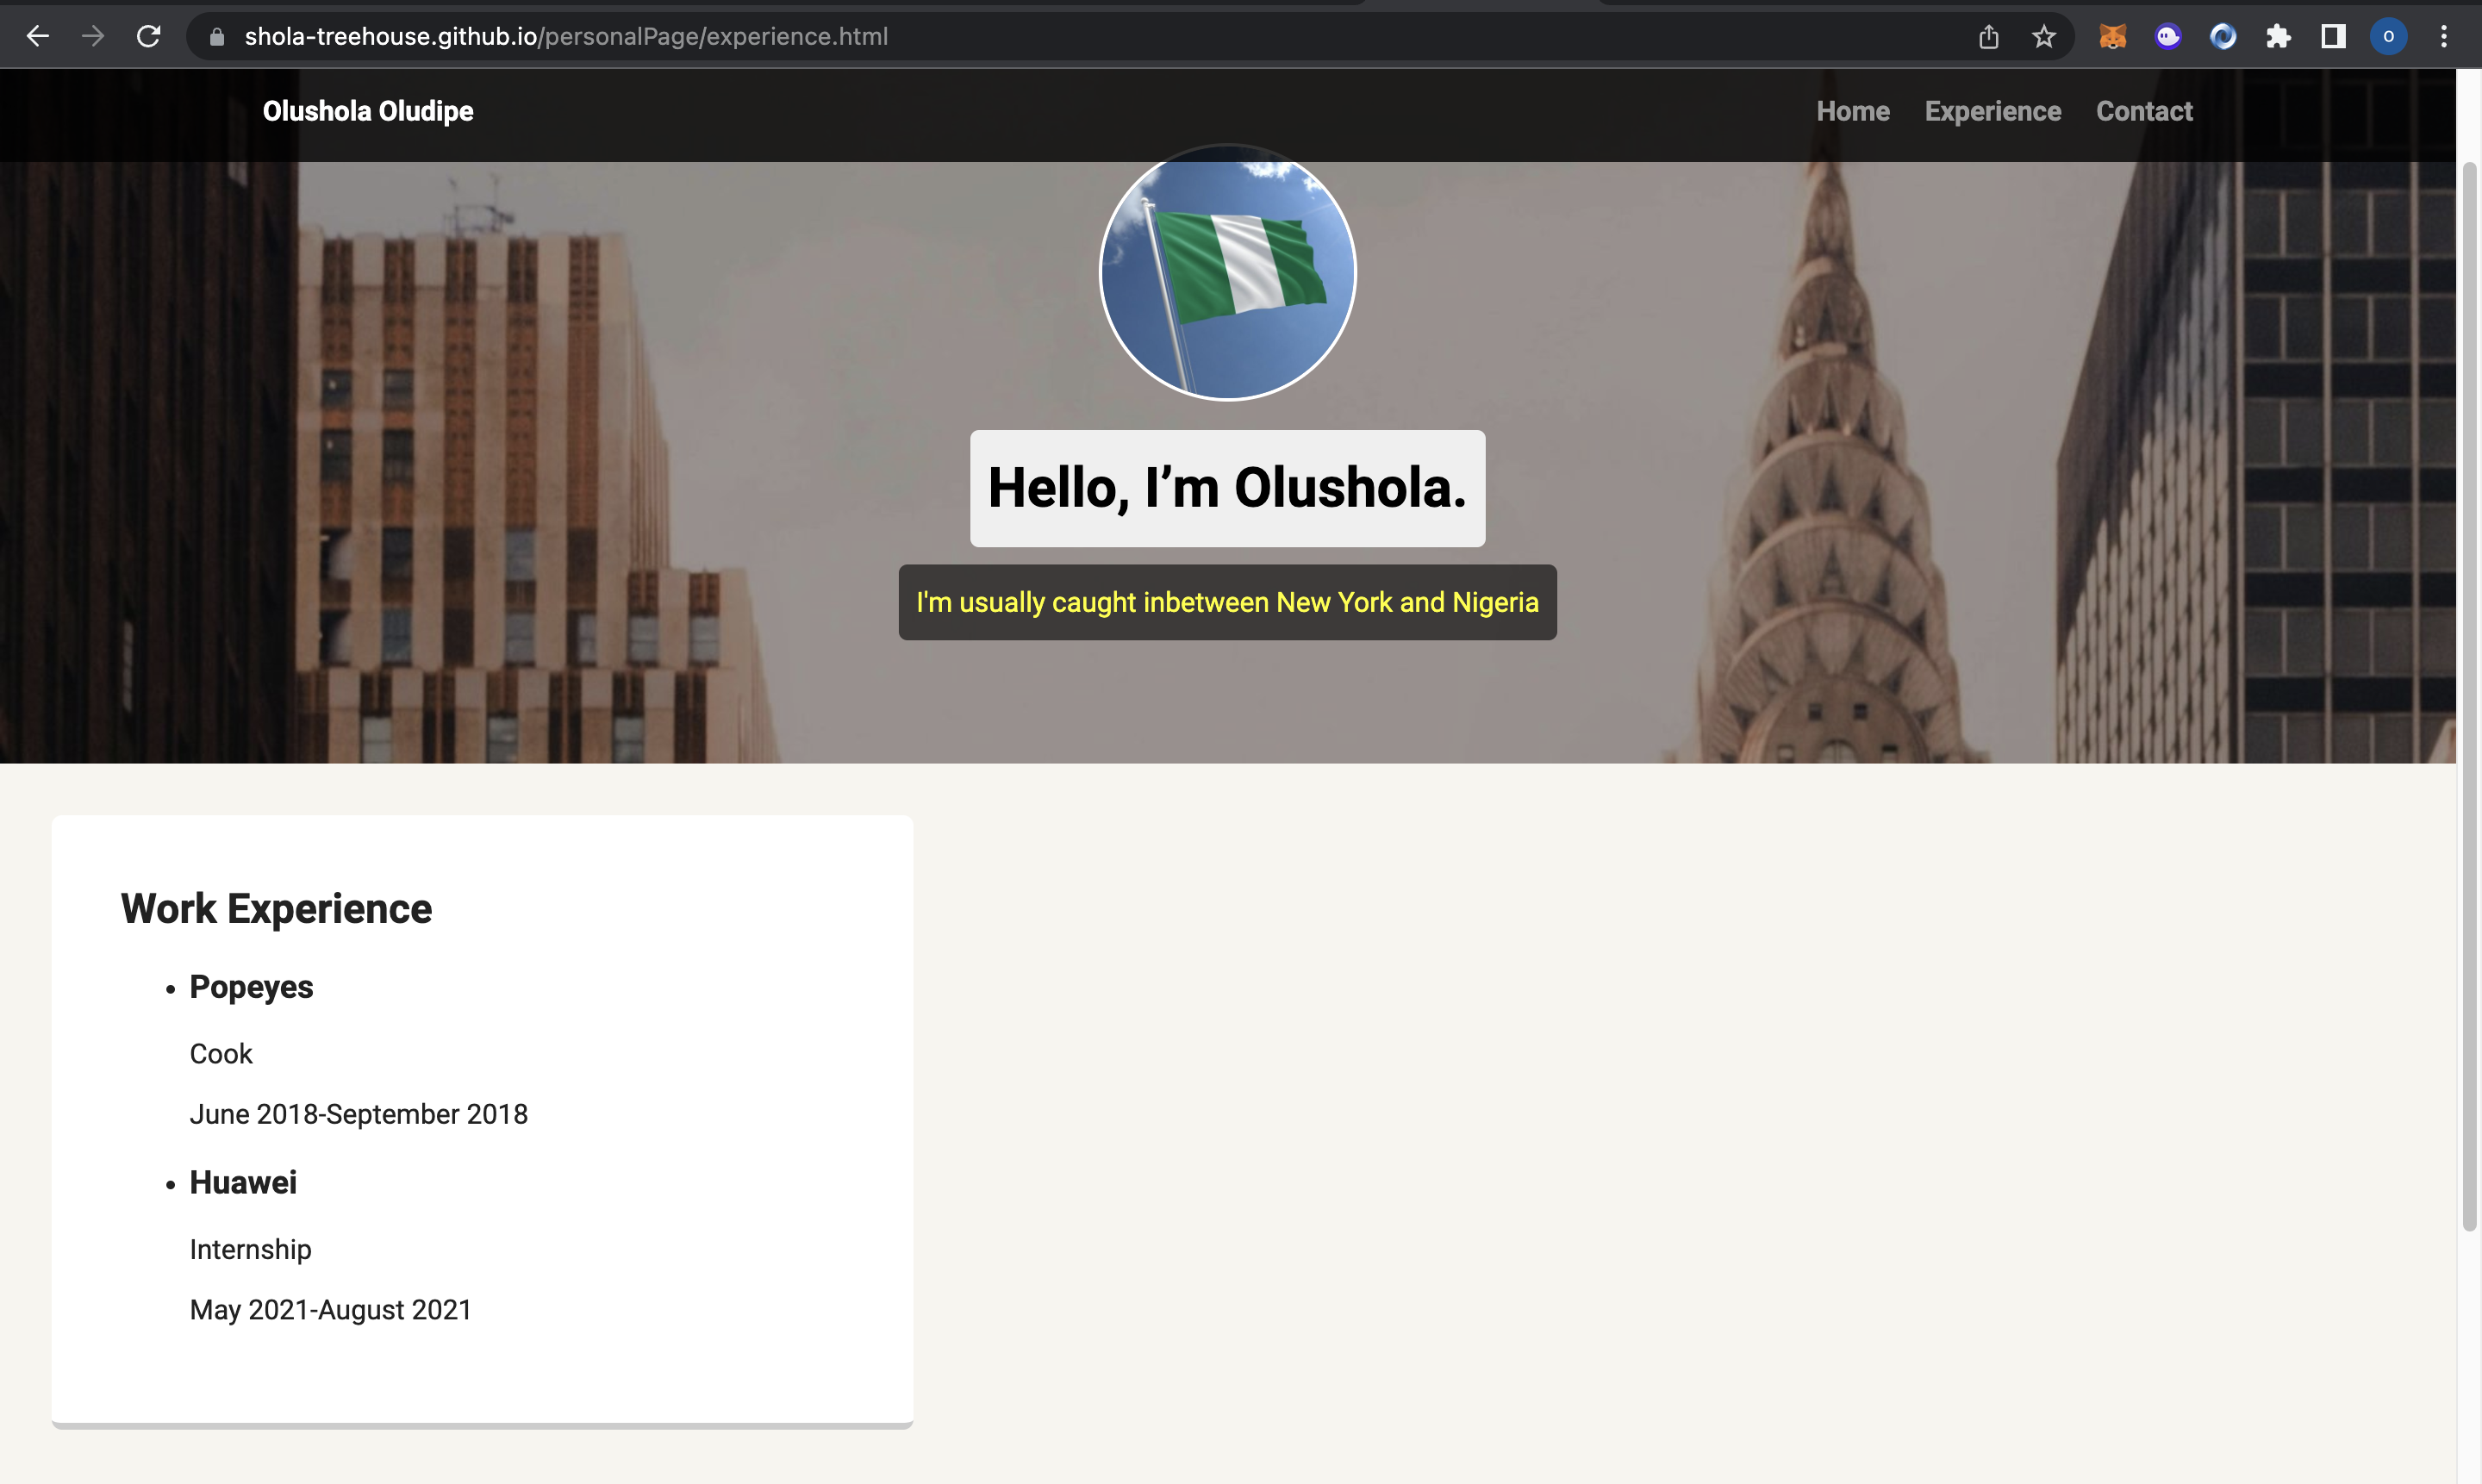 shola-treehouse.github.io/personalPage/experience.html
O
Olushola Oludipe
Home Experience Contact
Hello, I’m Olushola.
I'm usually caught inbetween New York and Nigeria
Work Experience
• Popeyes
Cook
June 2018-September 2018
• Huawei
Internship
May 2021-August 2021